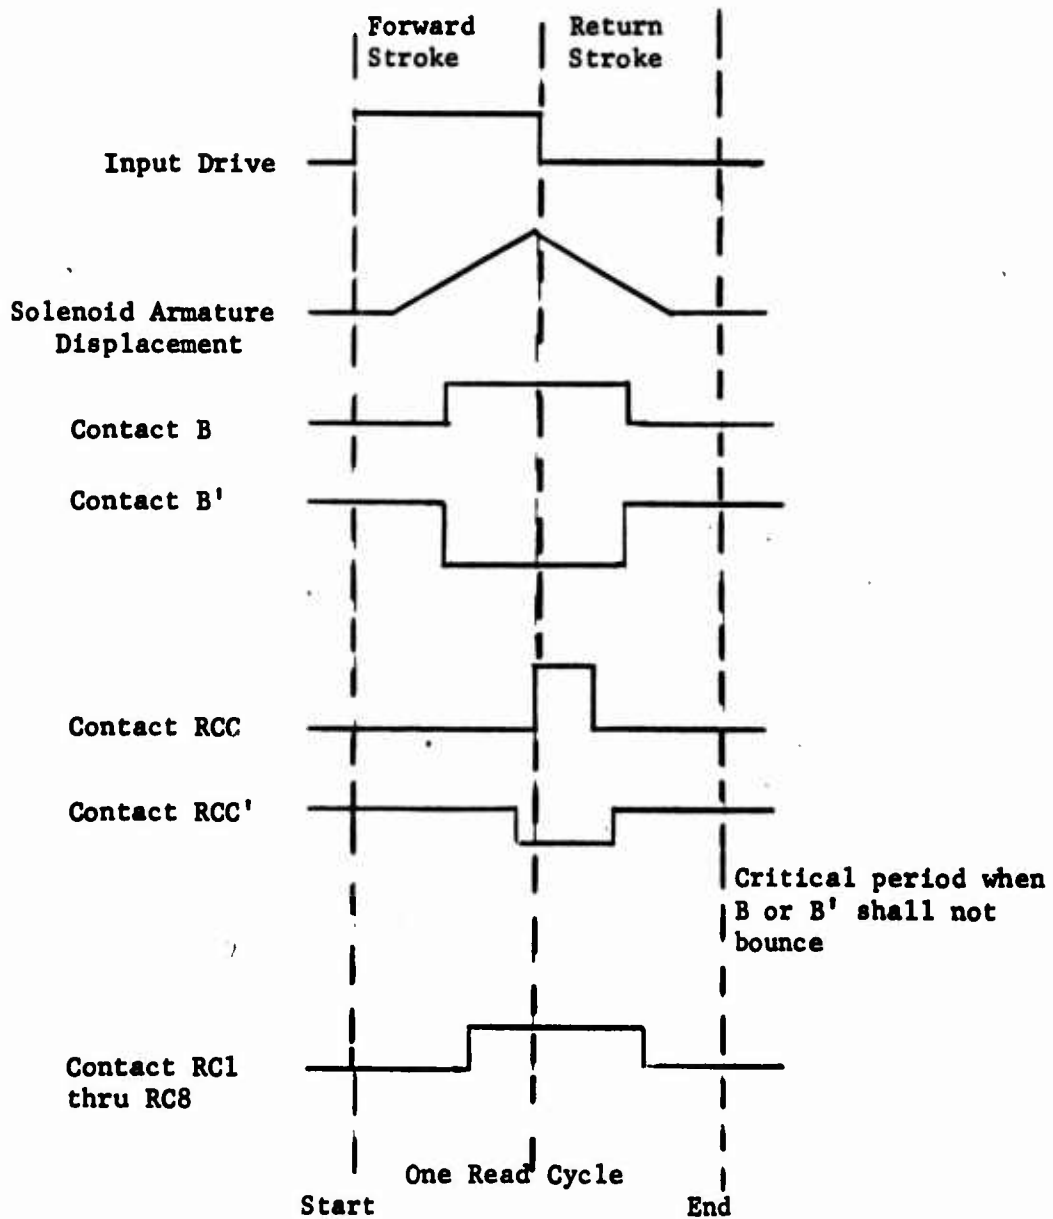 Forward
Stroke
Return
Stroke
Input Drive
Solenoid Armature
Displacement
Contact B
Contact B'
Contact RCC
Contact RCC'
Critical period when
B or B' shall not
bounce
Contact RC1
thru RC8
One Read Cycle
Start
End